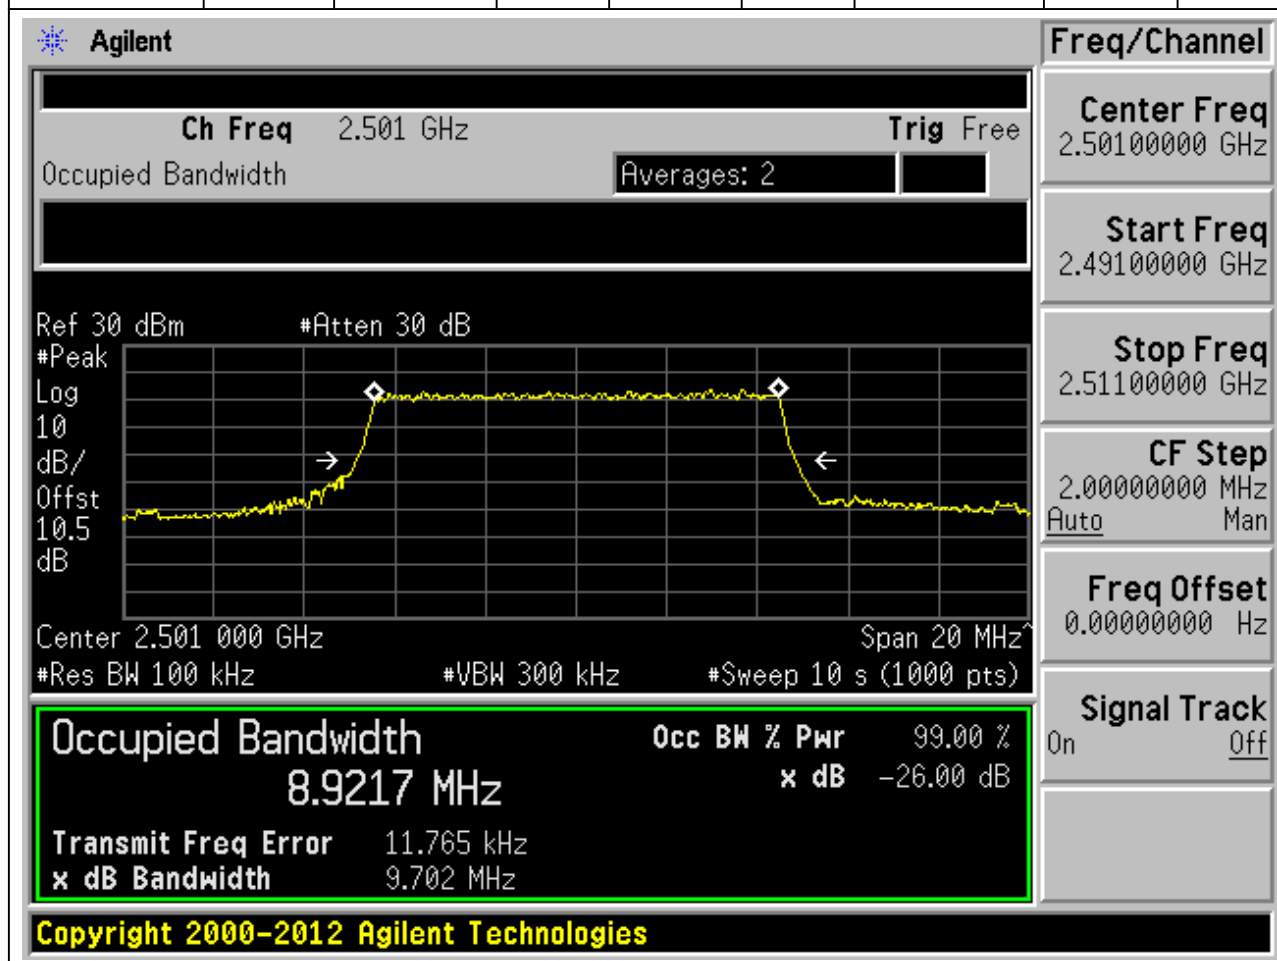 Agilent
Freq/Channel
Ch Freq 2.501 GHz Trig Free
Occupied Bandwidth Averages: 2
Center Freq
2.50100000 GHz
Start Freq
2.49100000 GHz
Stop Freq
2.51100000 GHz
CF Step
2.00000000 MHz
Auto Man
Freq Offset
0.00000000 Hz
Signal Track
On Off
Ref 30 dBm #Atten 30 dB
#Peak
Log
10
dB/
Offst
10.5
dB
Center 2.501 000 GHz Span 20 MHz^
#Res BW 100 kHz #VBW 300 kHz #Sweep 10 s (1000 pts)
Occupied Bandwidth Occ BW % Pwr 99.00 %
8.9217 MHz x dB -26.00 dB
Transmit Freq Error 11.765 kHz
x dB Bandwidth 9.702 MHz
Copyright 2000-2012 Agilent Technologies